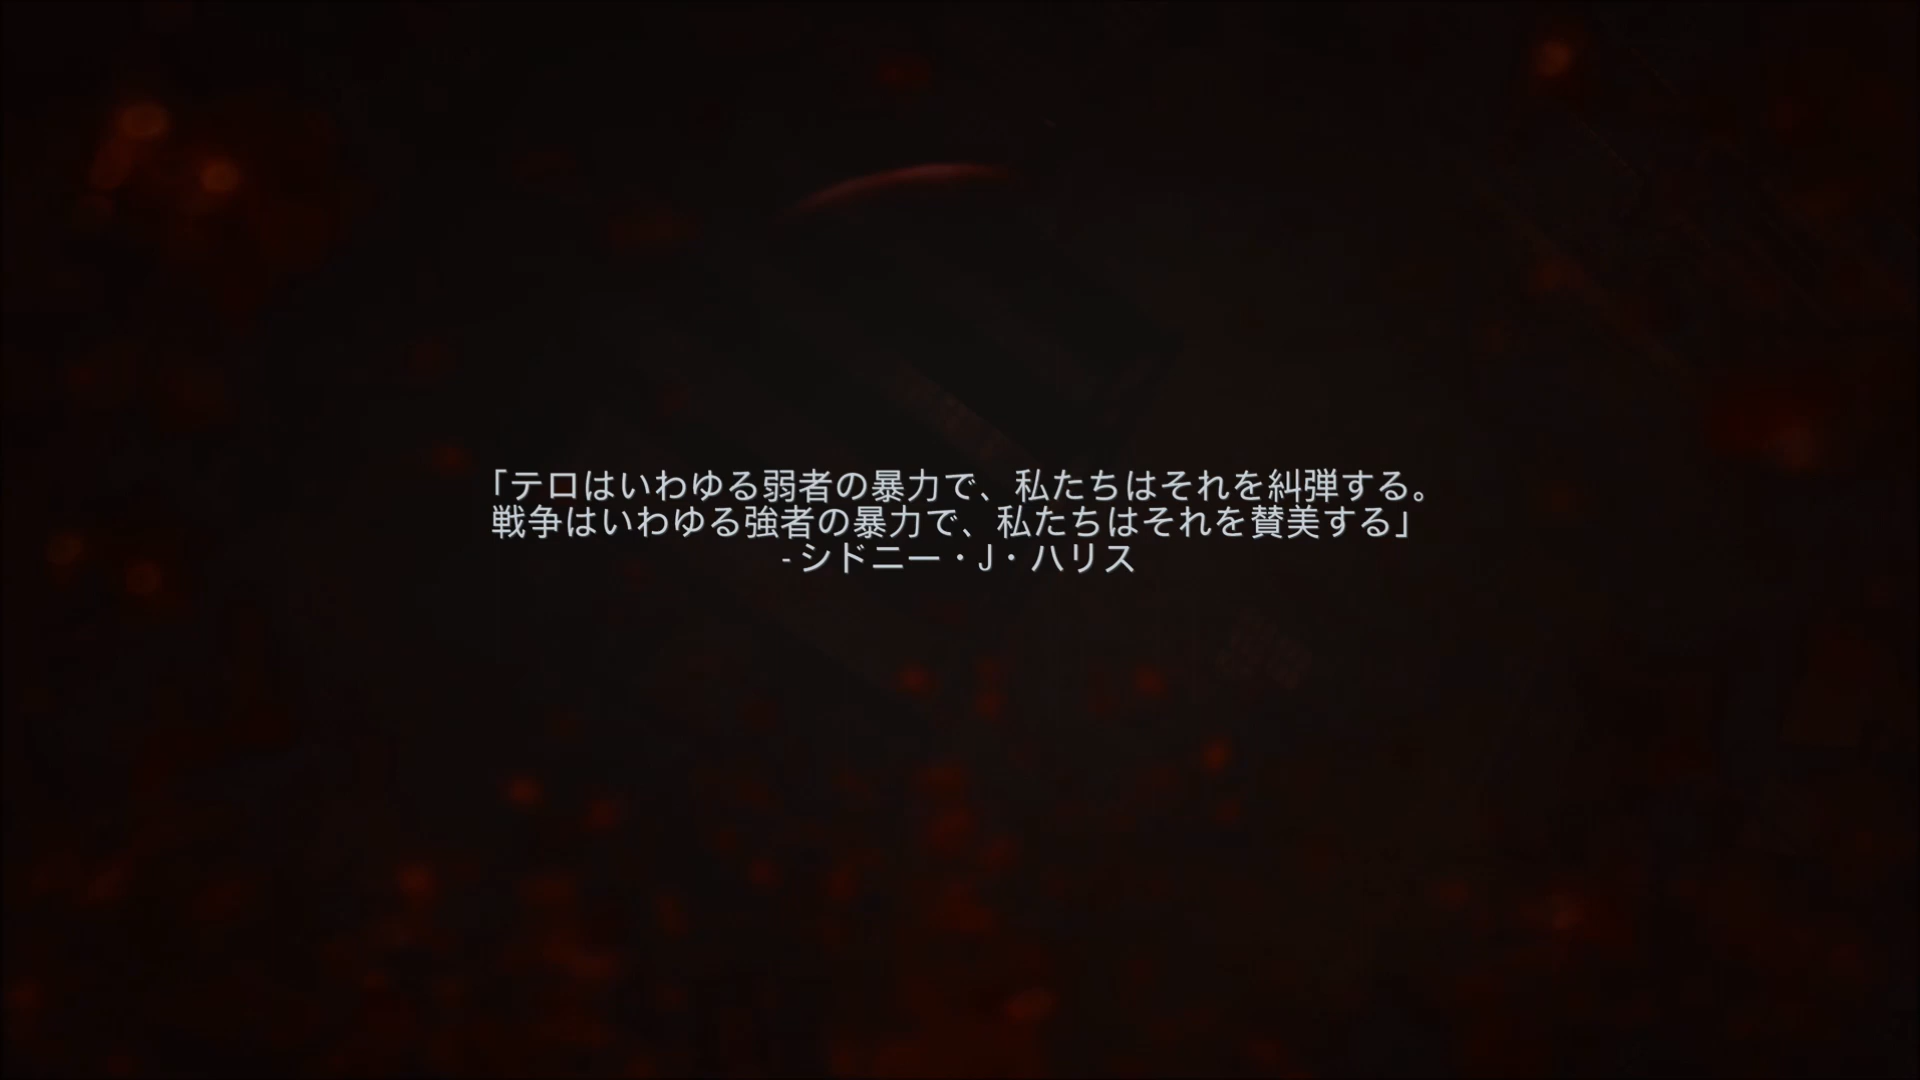 「テロはいわゆる弱者の暴力で、私たちはそれを糾弾する。
戦争はいわゆる強者の暴力で、私たちはそれを賛美する」
- シドニー・J・ハリス